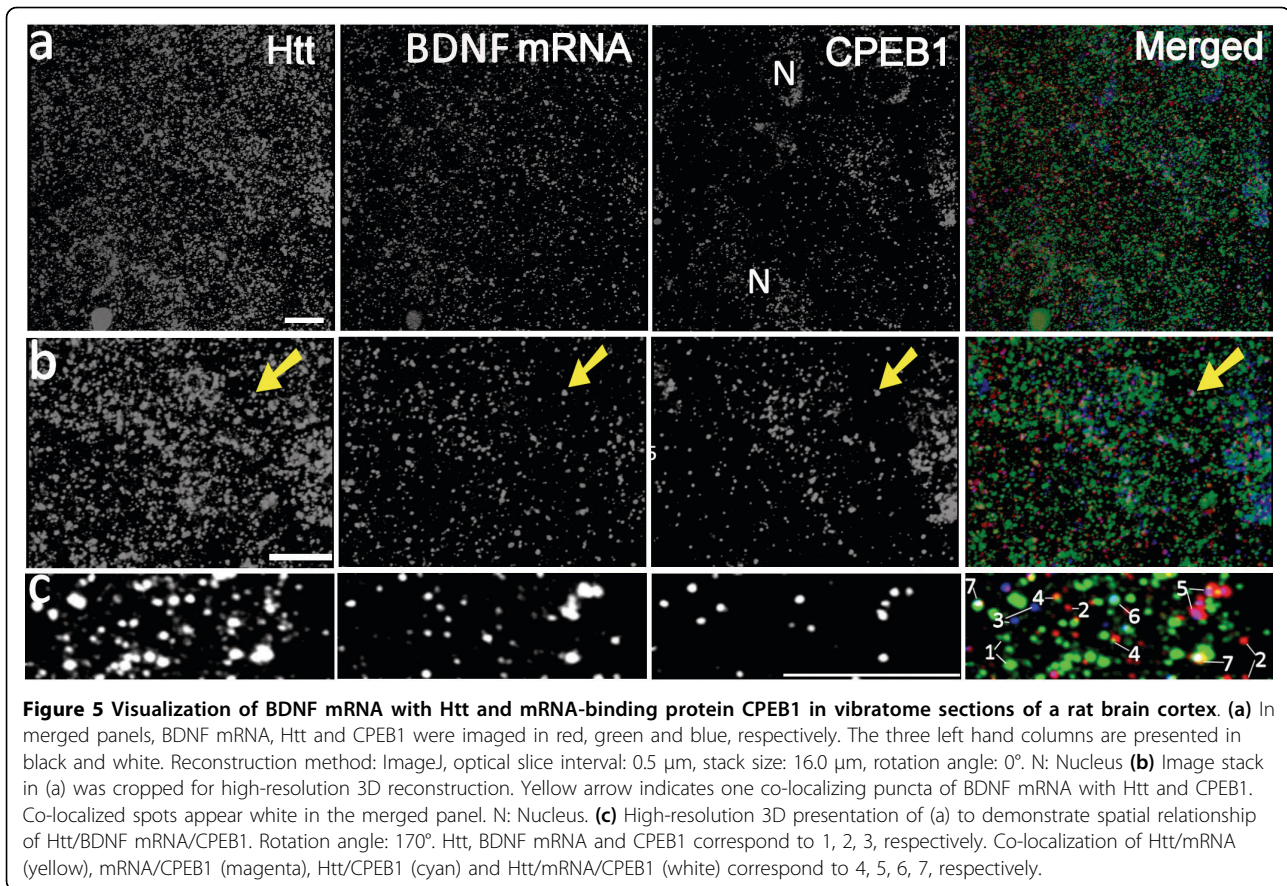 a Htt BDNF mRNA CPEB1 Merged
N
N
b
6
c
7 4 2 5
3 6
1 4 7 2
Figure 5 Visualization of BDNF mRNA with Htt and mRNA-binding protein CPEB1 in vibratome sections of a rat brain cortex. (a) In
merged panels, BDNF mRNA, Htt and CPEB1 were imaged in red, green and blue, respectively. The three left hand columns are presented in
black and white. Reconstruction method: ImageJ, optical slice interval: 0.5 μm, stack size: 16.0 μm, rotation angle: 0°. N: Nucleus (b) Image stack
in (a) was cropped for high-resolution 3D reconstruction. Yellow arrow indicates one co-localizing puncta of BDNF mRNA with Htt and CPEB1.
Co-localized spots appear white in the merged panel. N: Nucleus. (c) High-resolution 3D presentation of (a) to demonstrate spatial relationship
of Htt/BDNF mRNA/CPEB1. Rotation angle: 170°. Htt, BDNF mRNA and CPEB1 correspond to 1, 2, 3, respectively. Co-localization of Htt/mRNA
(yellow), mRNA/CPEB1 (magenta), Htt/CPEB1 (cyan) and Htt/mRNA/CPEB1 (white) correspond to 4, 5, 6, 7, respectively.